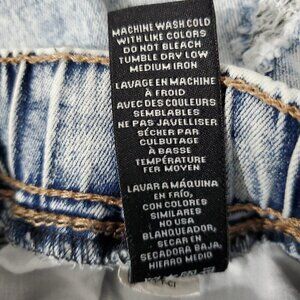 MACHINE WASH COLD
WITH LIKE COLORS
DO NOT BLEACH
TUMBLE DRY LOW
MEDIUM IRON
LAVAGE EN MACHINE
À FROID
AVEC DES COULEURS
SEMBLABLES
NE PAS JAVELLISER
SÉCHER PAR
CULBUTAGE
À BASSE
TEMPÉRATURE
FER MOYEN
LAVAR A MÁQUINA
EN FRÍO,
CON COLORES
SIMILARES
NO USA
BLANQUEADOR,
SECAR EN
SECADORA BAJA,
HIERRO MEDIO